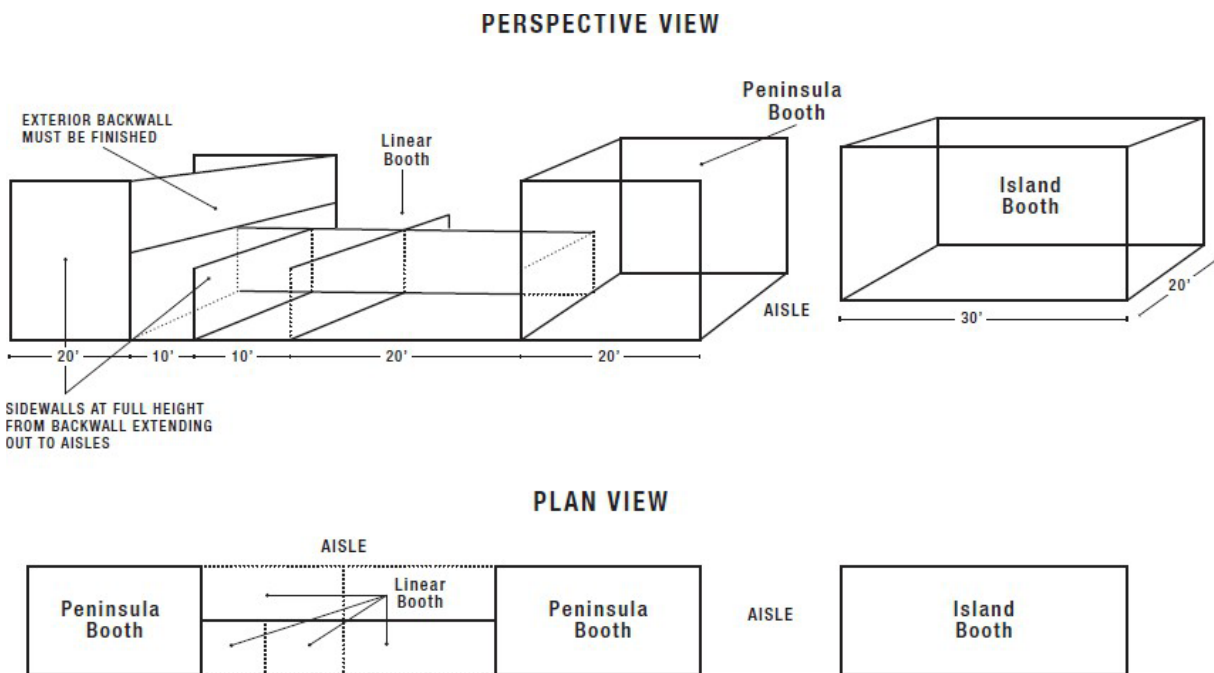 PERSPECTIVE VIEW
Peninsula
Booth
EXTERIOR BACKWALL
MUST BE FINISHED
Linear
Booth
Island
Booth
AISLE
20'
30'
20'
10'
10'
20'
20'
SIDEWALLS AT FULL HEIGHT
FROM BACKWALL EXTENDING
OUT TO AISLES
PLAN VIEW
AISLE
Linear
Booth
Peninsula
Booth
Peninsula
Booth
AISLE
Island
Booth